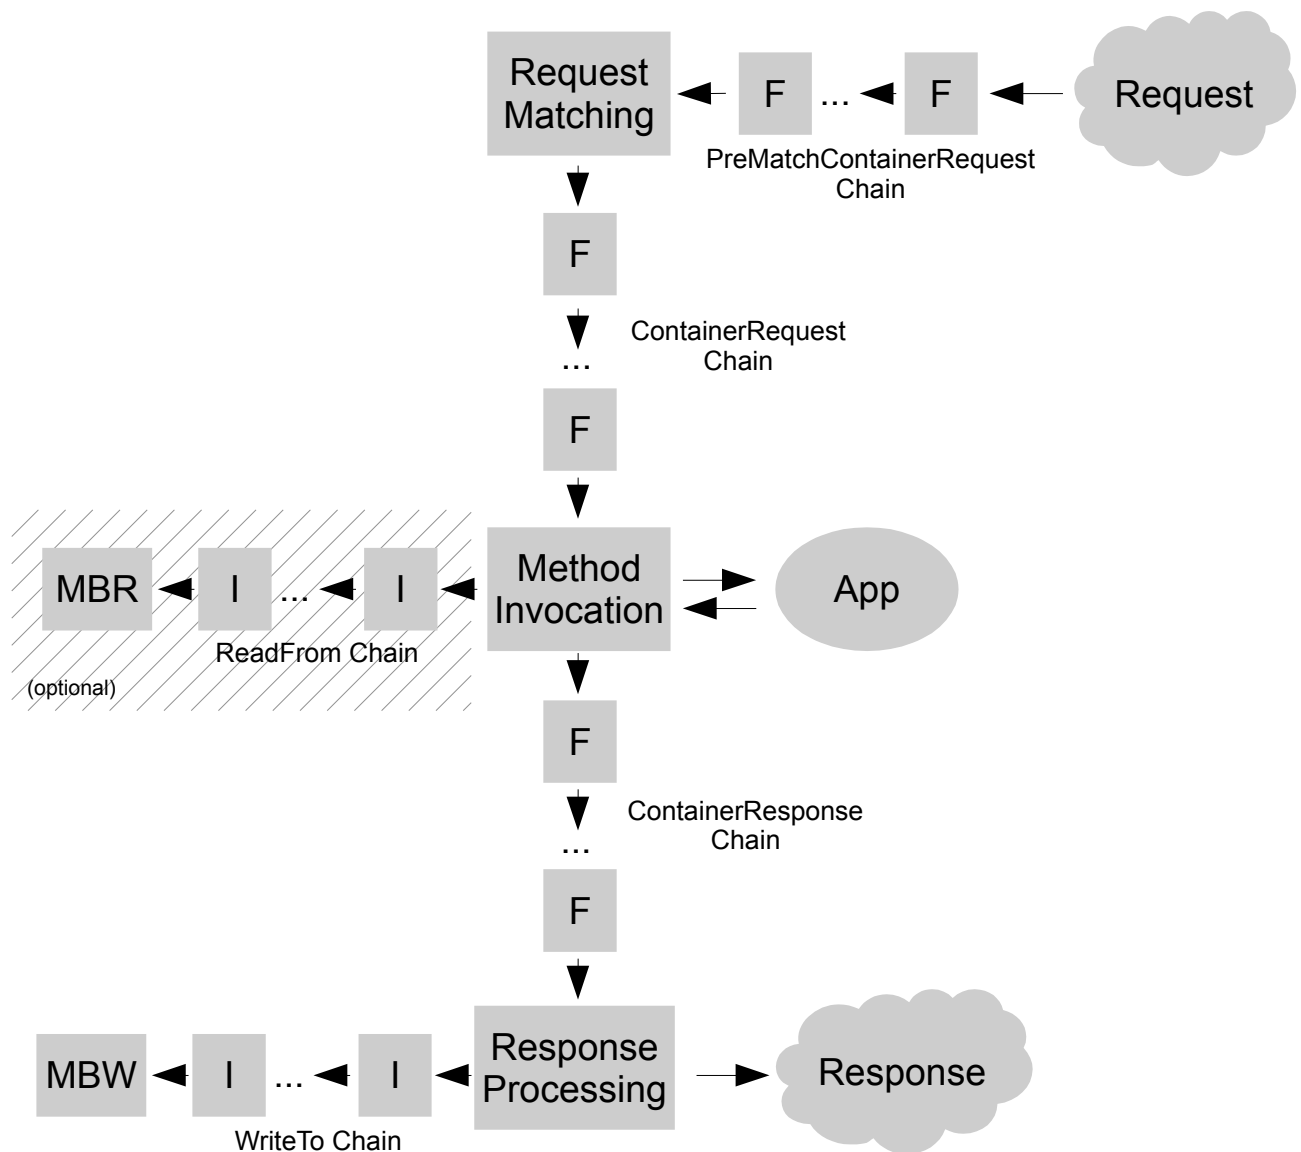 Request
Matching
F
...
F
Request
PreMatchContainerRequest
Chain
F
ContainerRequest
Chain
...
F
MBR
I
...
I
Method
Invocation
App
ReadFrom Chain
(optional)
F
ContainerResponse
Chain
...
F
MBW
I
...
I
Response
Processing
Response
WriteTo Chain